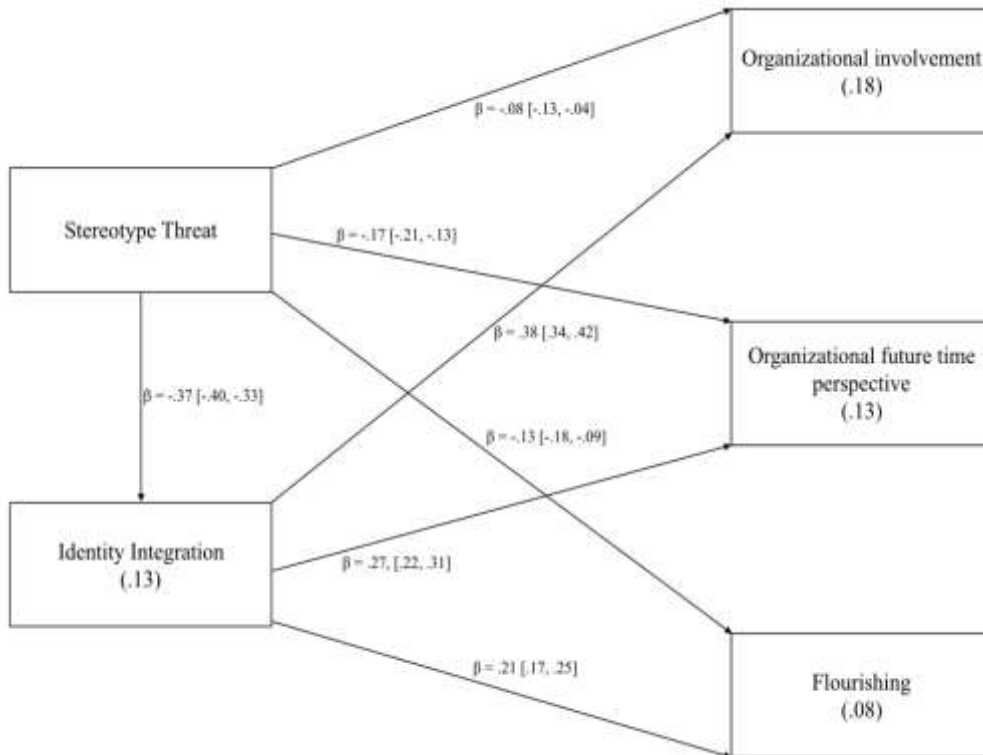 Organizational involvement
(.18)
β = -.08 [-.13, -.04]
Stereotype Threat
β = -.17 [-.21, -.13]
β = .38 [.34, .42]
Organizational future time
perspective
(.13)
β = -.37 [-.40, -.33]
β = -.13 [-.18, -.09]
Identity Integration
(.13)
β = .27, [.22, .31]
β = .21 [.17, .25]
Flourishing
(.08)